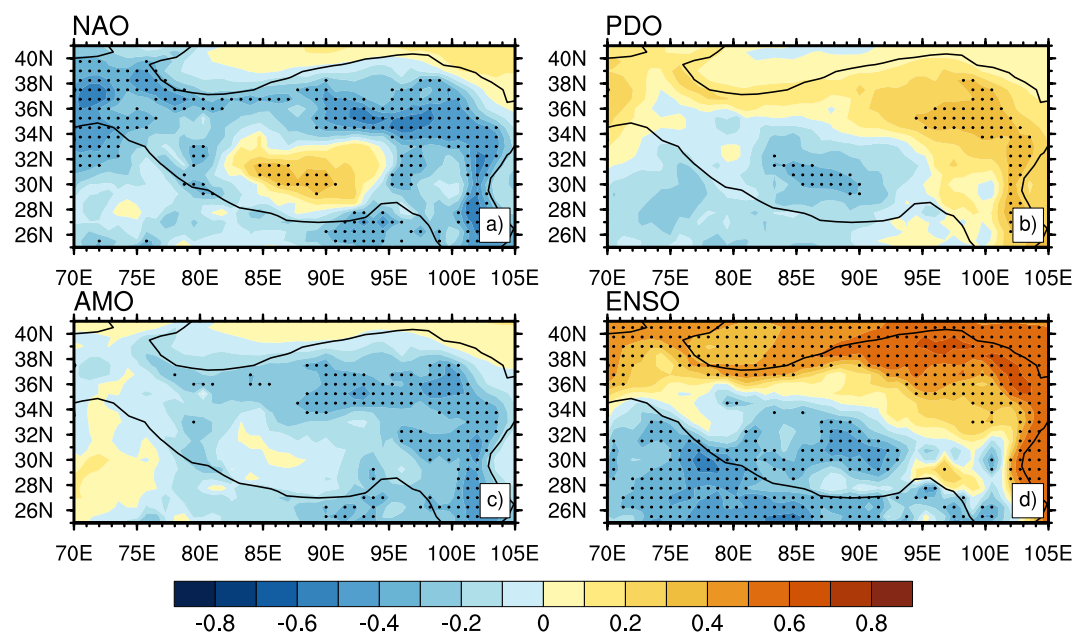 NAO
PDO
40N
38N
36N
34N
32N
30N
28N
26N
a)
70E 75E 80E 85E 90E 95E 100E 105E
40N
38N
36N
34N
32N
30N
28N
26N
b)
70E 75E 80E 85E 90E 95E 100E 105E
AMO
ENSO
40N
38N
36N
34N
32N
30N
28N
26N
c)
70E 75E 80E 85E 90E 95E 100E 105E
40N
38N
36N
34N
32N
30N
28N
26N
d)
70E 75E 80E 85E 90E 95E 100E 105E
-0.8 -0.6 -0.4 -0.2 0 0.2 0.4 0.6 0.8